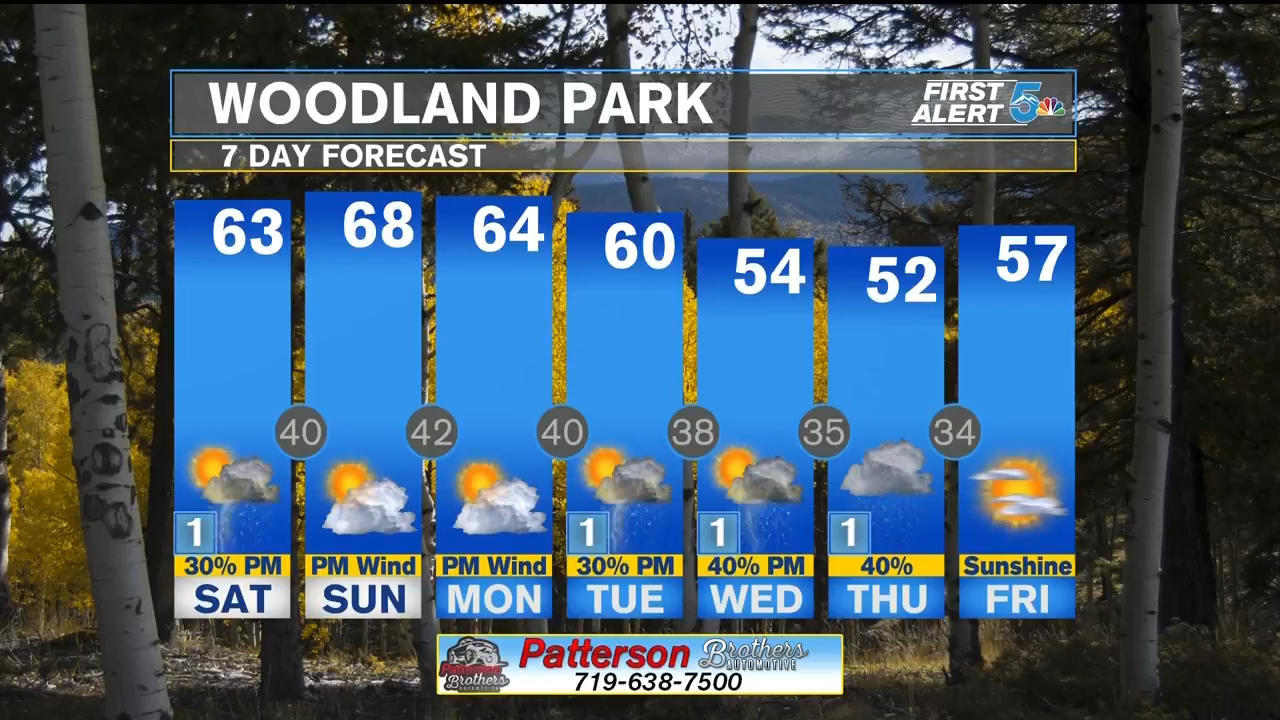 WOODLAND PARK
FIRST ALERT 5
7 DAY FORECAST
63 68 64 60 54 52 57
40 42 40 38 35 34
1 1 1 1
30% PM PM Wind PM Wind 30% PM 40% PM 40% Sunshine
SAT SUN MON TUE WED THU FRI
Patterson Brothers
AUTOMOTIVE
Patterson
Brothers
719-638-7500